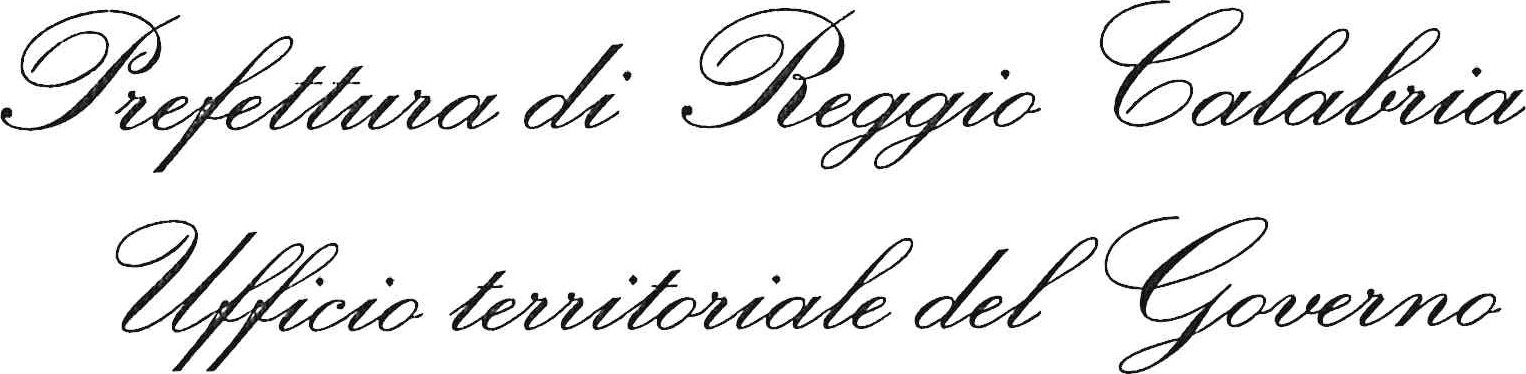 Prefettura di Reggio Calabria
Ufficio territoriale del Governo